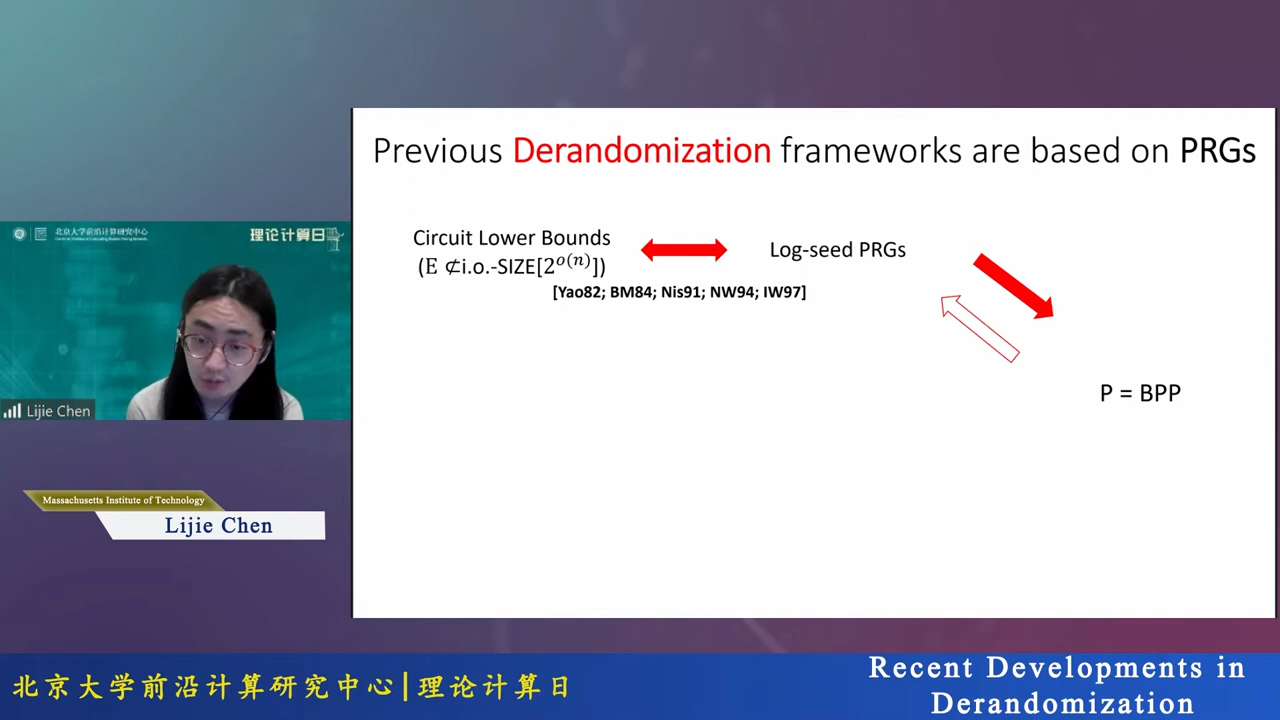 Previous Derandomization frameworks are based on PRGs
Circuit Lower Bounds
(E ⊄i.o.-SIZE[2^{o(n)}])
Log-seed PRGs
[Yao82; BM84; Nis91; NW94; IW97]
P = BPP
北京大学前沿计算研究中心
理论计算日
Lijie Chen
Massachusetts Institute of Technology
Lijie Chen
北京大学前沿计算研究中心|理论计算日
Recent Developments in
Derandomization